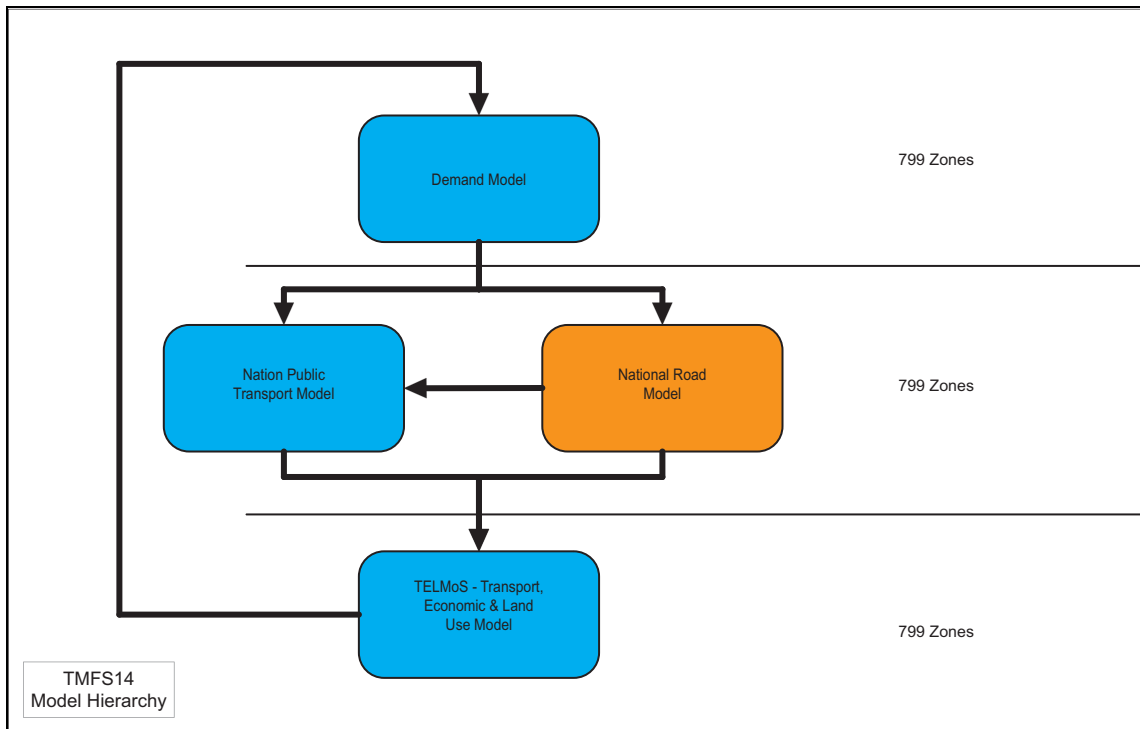 Demand Model
799 Zones
Nation Public
Transport Model
National Road
Model
799 Zones
TELMoS - Transport,
Economic & Land
Use Model
799 Zones
TMFS14
Model Hierarchy